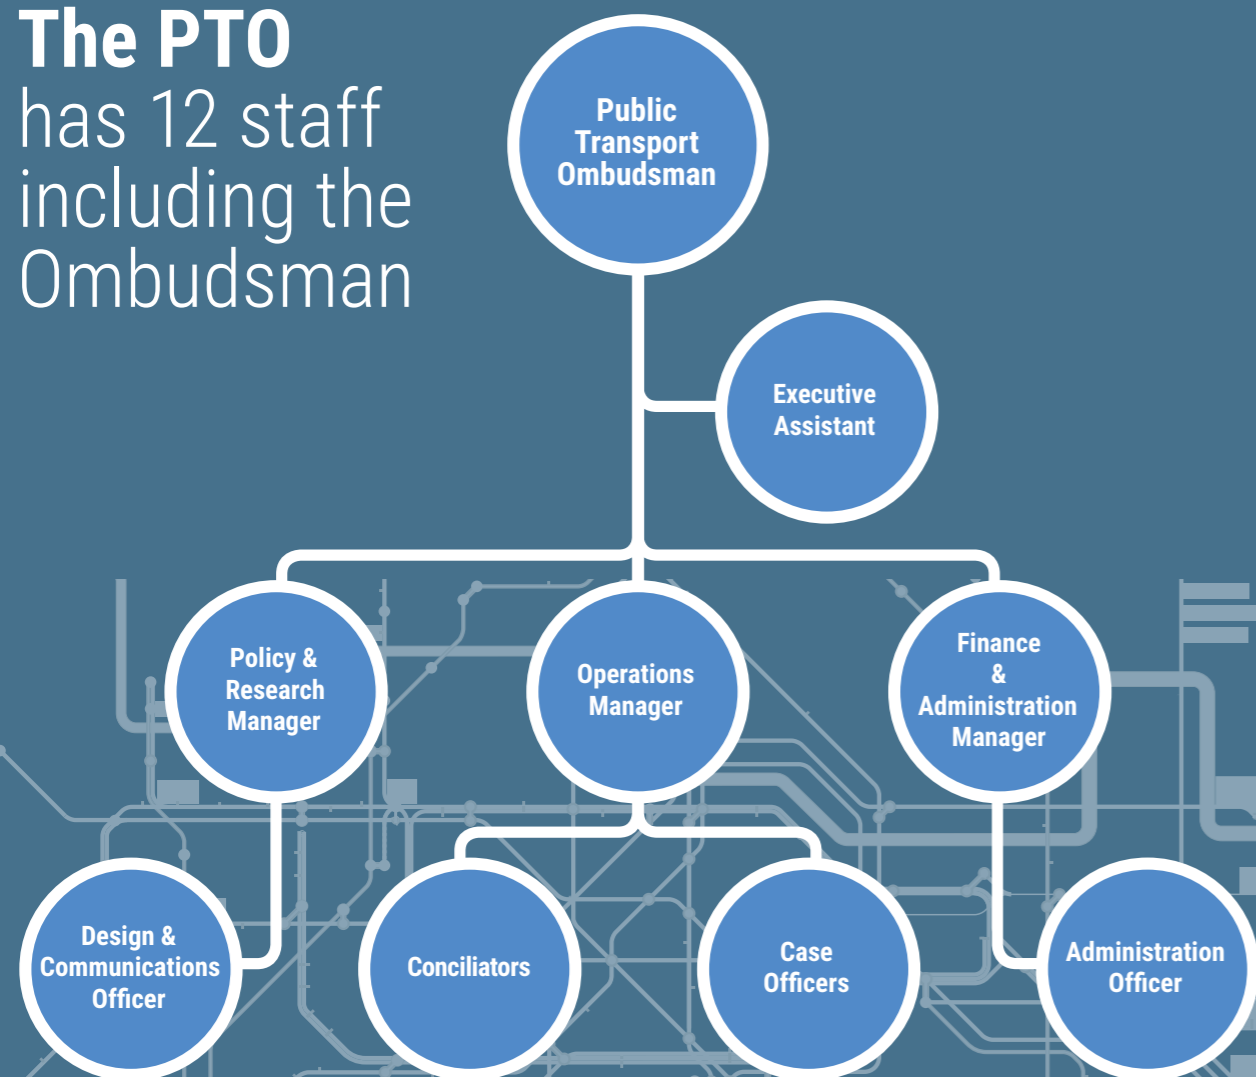 The PTO
has 12 staff
including the
Ombudsman
Public
Transport
Ombudsman
Executive
Assistant
Policy &
Research
Manager
Operations
Manager
Finance
&
Administration
Manager
Design &
Communications
Officer
Conciliators
Case
Officers
Administration
Officer